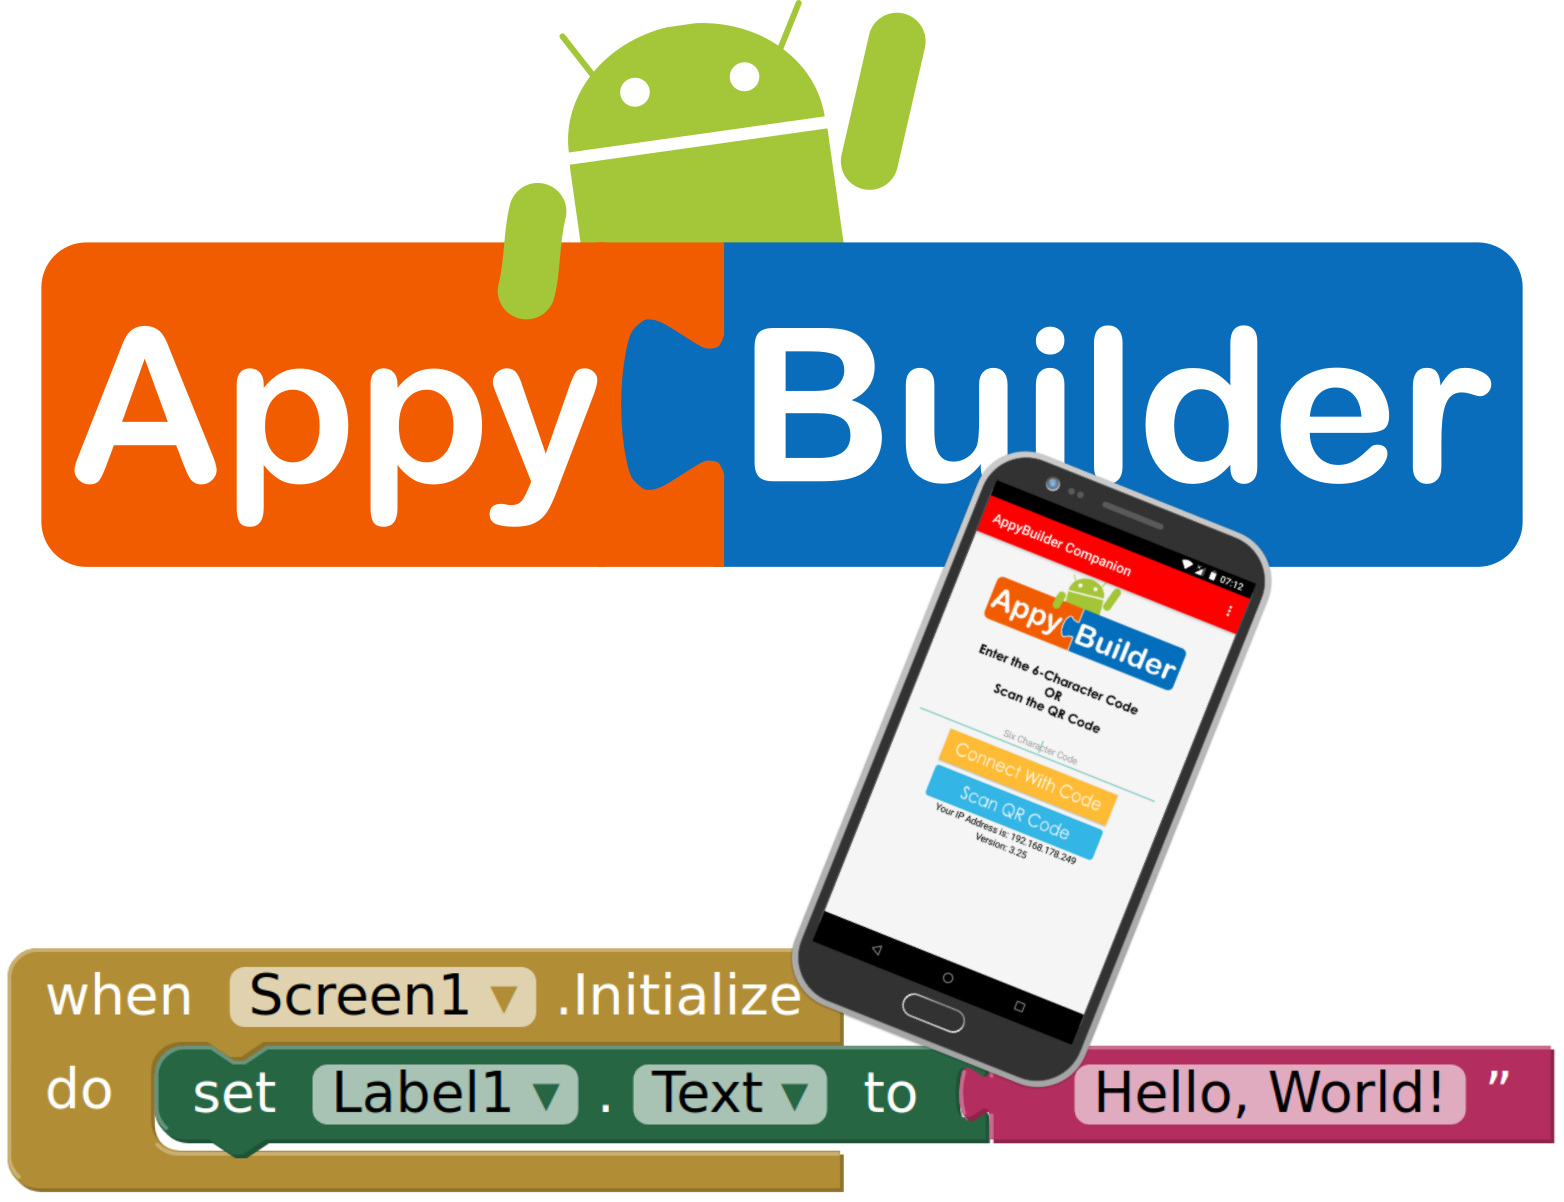 Appy Builder
AppyBuilder Companion
07:12
Appy Builder
Enter the 6-Character Code
OR
Scan the QR Code
Six Character Code
Connect With Code
Scan QR Code
Your IP Address is: 192.168.178.249
Version: 3.25
when Screen1 .Initialize
do set Label1 . Text to Hello, World! ”